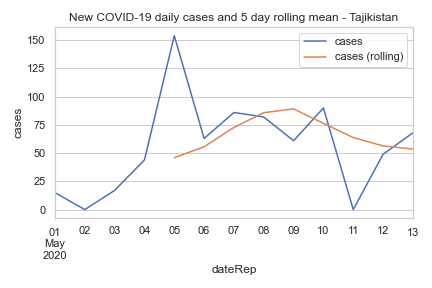 New COVID-19 daily cases and 5 day rolling mean - Tajikistan
cases
cases (rolling)
150
125
100
75
50
25
0
cases
01 02 03 04 05 06 07 08 09 10 11 12 13
May
2020
dateRep